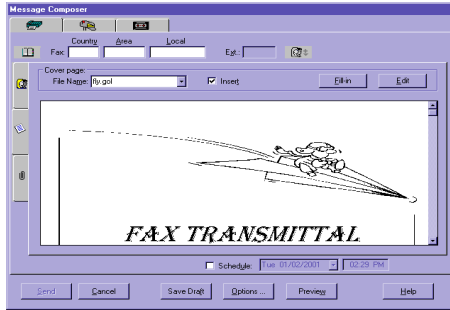 Message Composer
Country Area Local
Fax: Ext.:
Cover page:
File Name: fly.gol Insert Fill-in Edit
FAX TRANSMITTAL
Schedule: Tue 01/02/2001 02:29 PM
Send Cancel Save Draft Options ... Preview Help